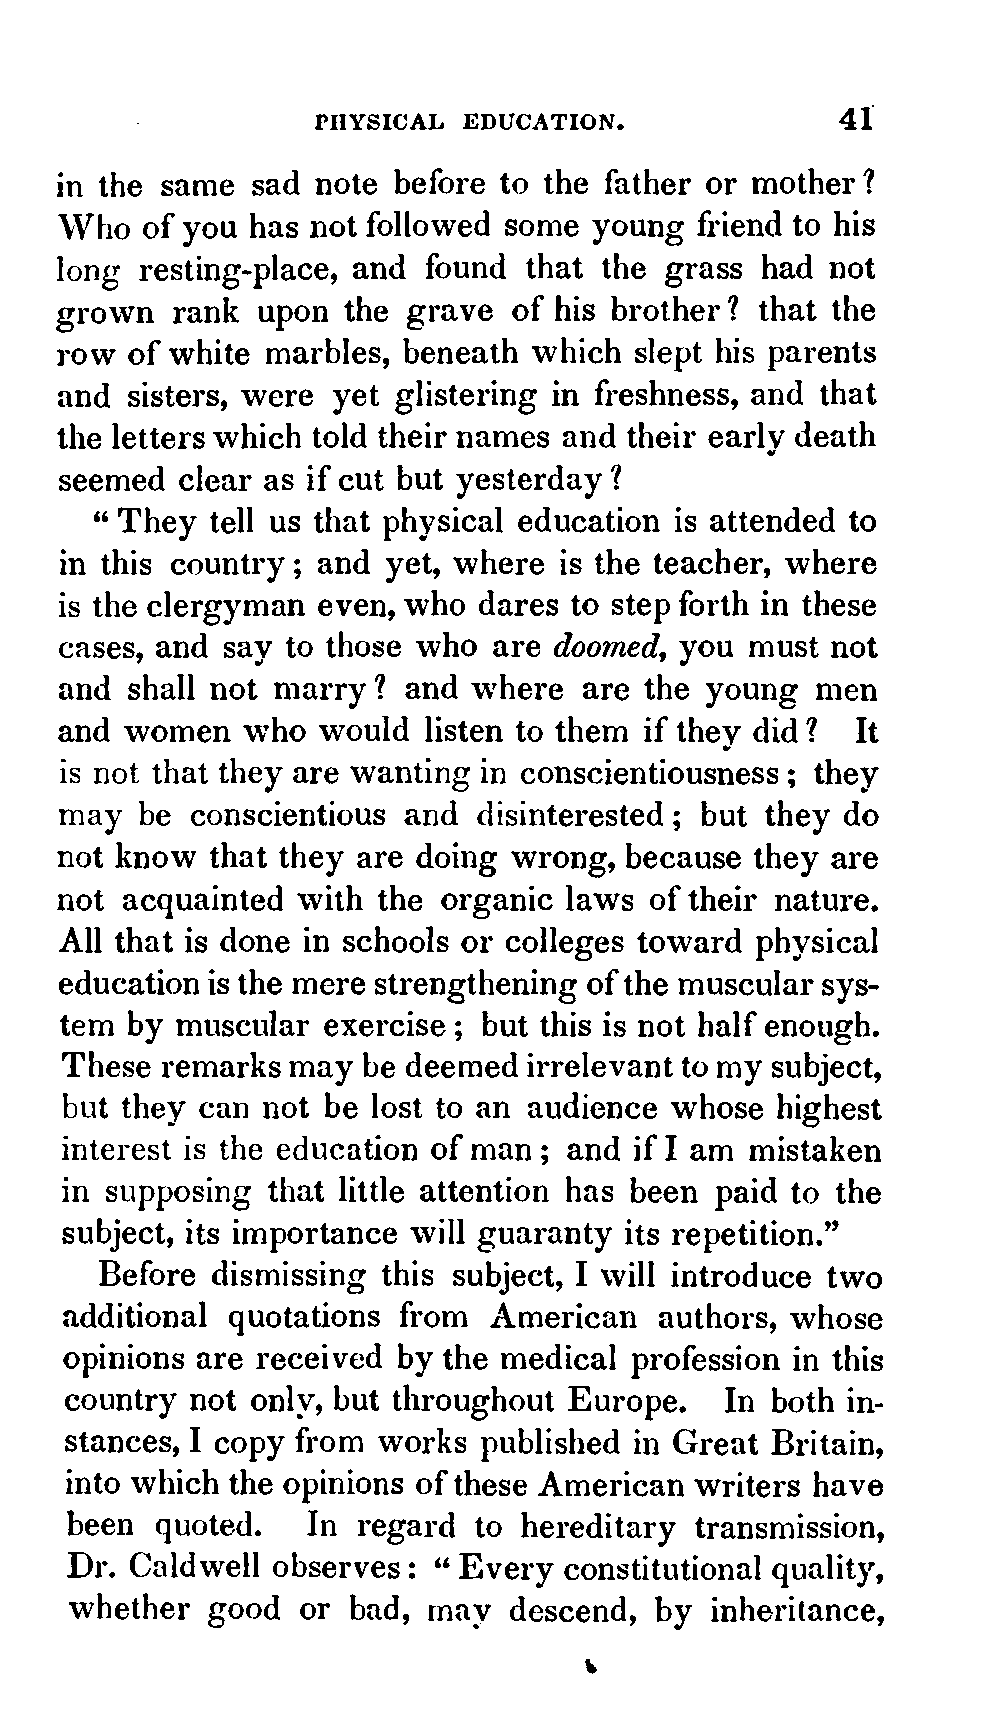 PHYSICAL EDUCATION. 41
in the same sad note before to the father or mother?
Who of you has not followed some young friend to his
long resting-place, and found that the grass had not
grown rank upon the grave of his brother? that the
row of white marbles, beneath which slept his parents
and sisters, were yet glistering in freshness, and that
the letters which told their names and their early death
seemed clear as if cut but yesterday?
“They tell us that physical education is attended to
in this country; and yet, where is the teacher, where
is the clergyman even, who dares to step forth in these
cases, and say to those who are doomed, you must not
and shall not marry? and where are the young men
and women who would listen to them if they did? It
is not that they are wanting in conscientiousness; they
may be conscientious and disinterested; but they do
not know that they are doing wrong, because they are
not acquainted with the organic laws of their nature.
All that is done in schools or colleges toward physical
education is the mere strengthening of the muscular sys-
tem by muscular exercise; but this is not half enough.
These remarks may be deemed irrelevant to my subject,
but they can not be lost to an audience whose highest
interest is the education of man; and if I am mistaken
in supposing that little attention has been paid to the
subject, its importance will guaranty its repetition.”
Before dismissing this subject, I will introduce two
additional quotations from American authors, whose
opinions are received by the medical profession in this
country not only, but throughout Europe. In both in-
stances, I copy from works published in Great Britain,
into which the opinions of these American writers have
been quoted. In regard to hereditary transmission,
Dr. Caldwell observes: “Every constitutional quality,
whether good or bad, may descend, by inheritance,